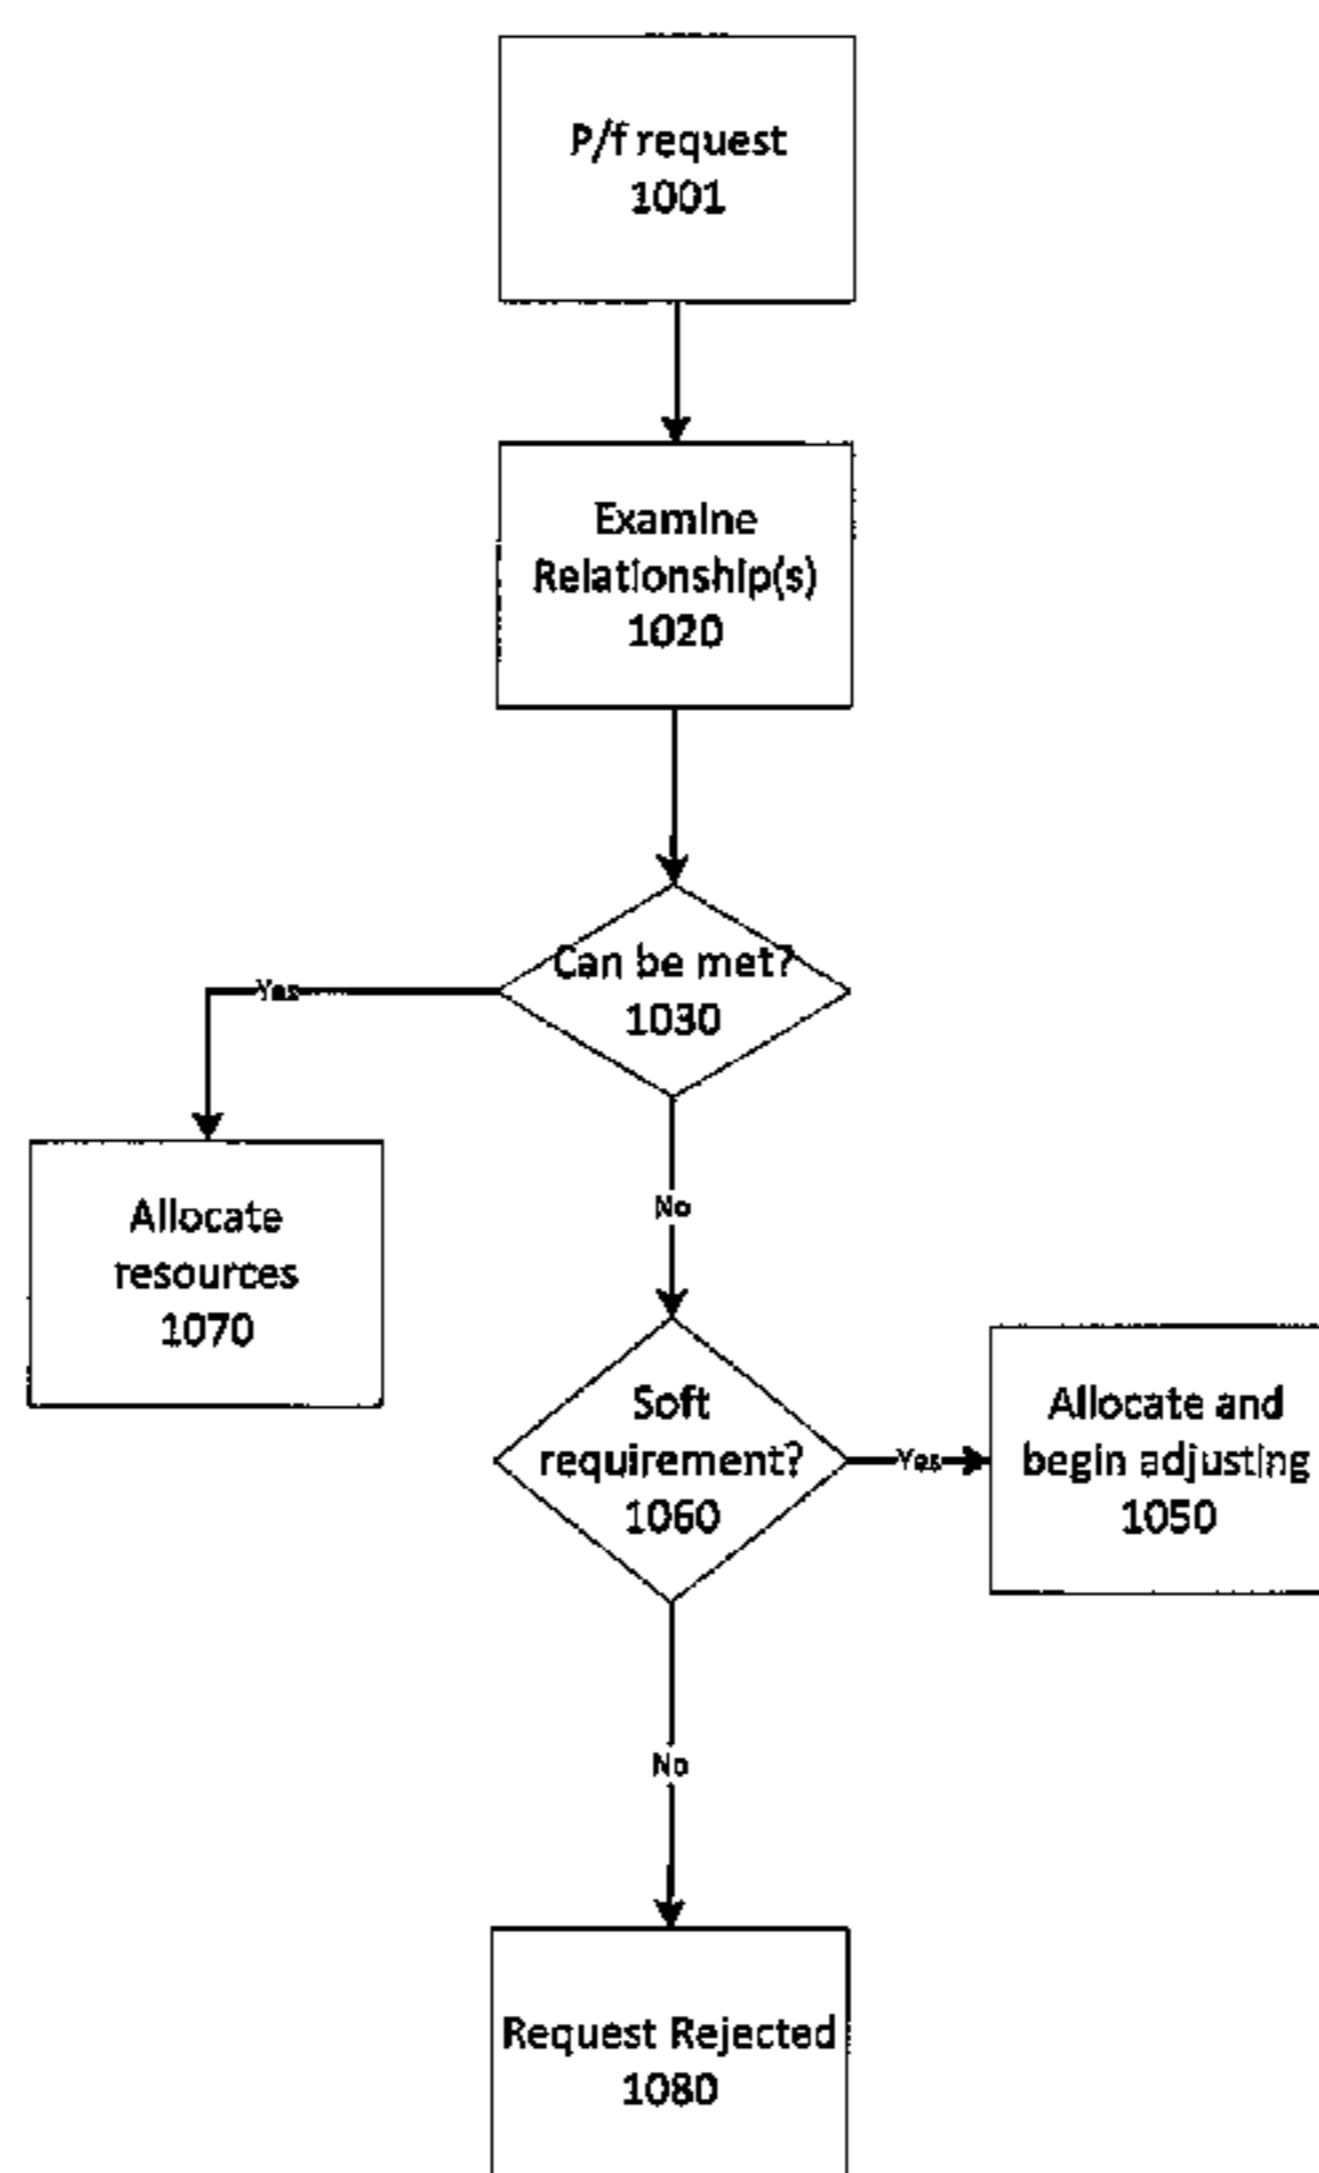 P/f request
1001
Examine
Relationship(s)
1020
Can be met?
1030
Yes
Allocate
resources
1070
No
Soft
requirement?
1060
Yes
Allocate and
begin adjusting
1050
No
Request Rejected
1080